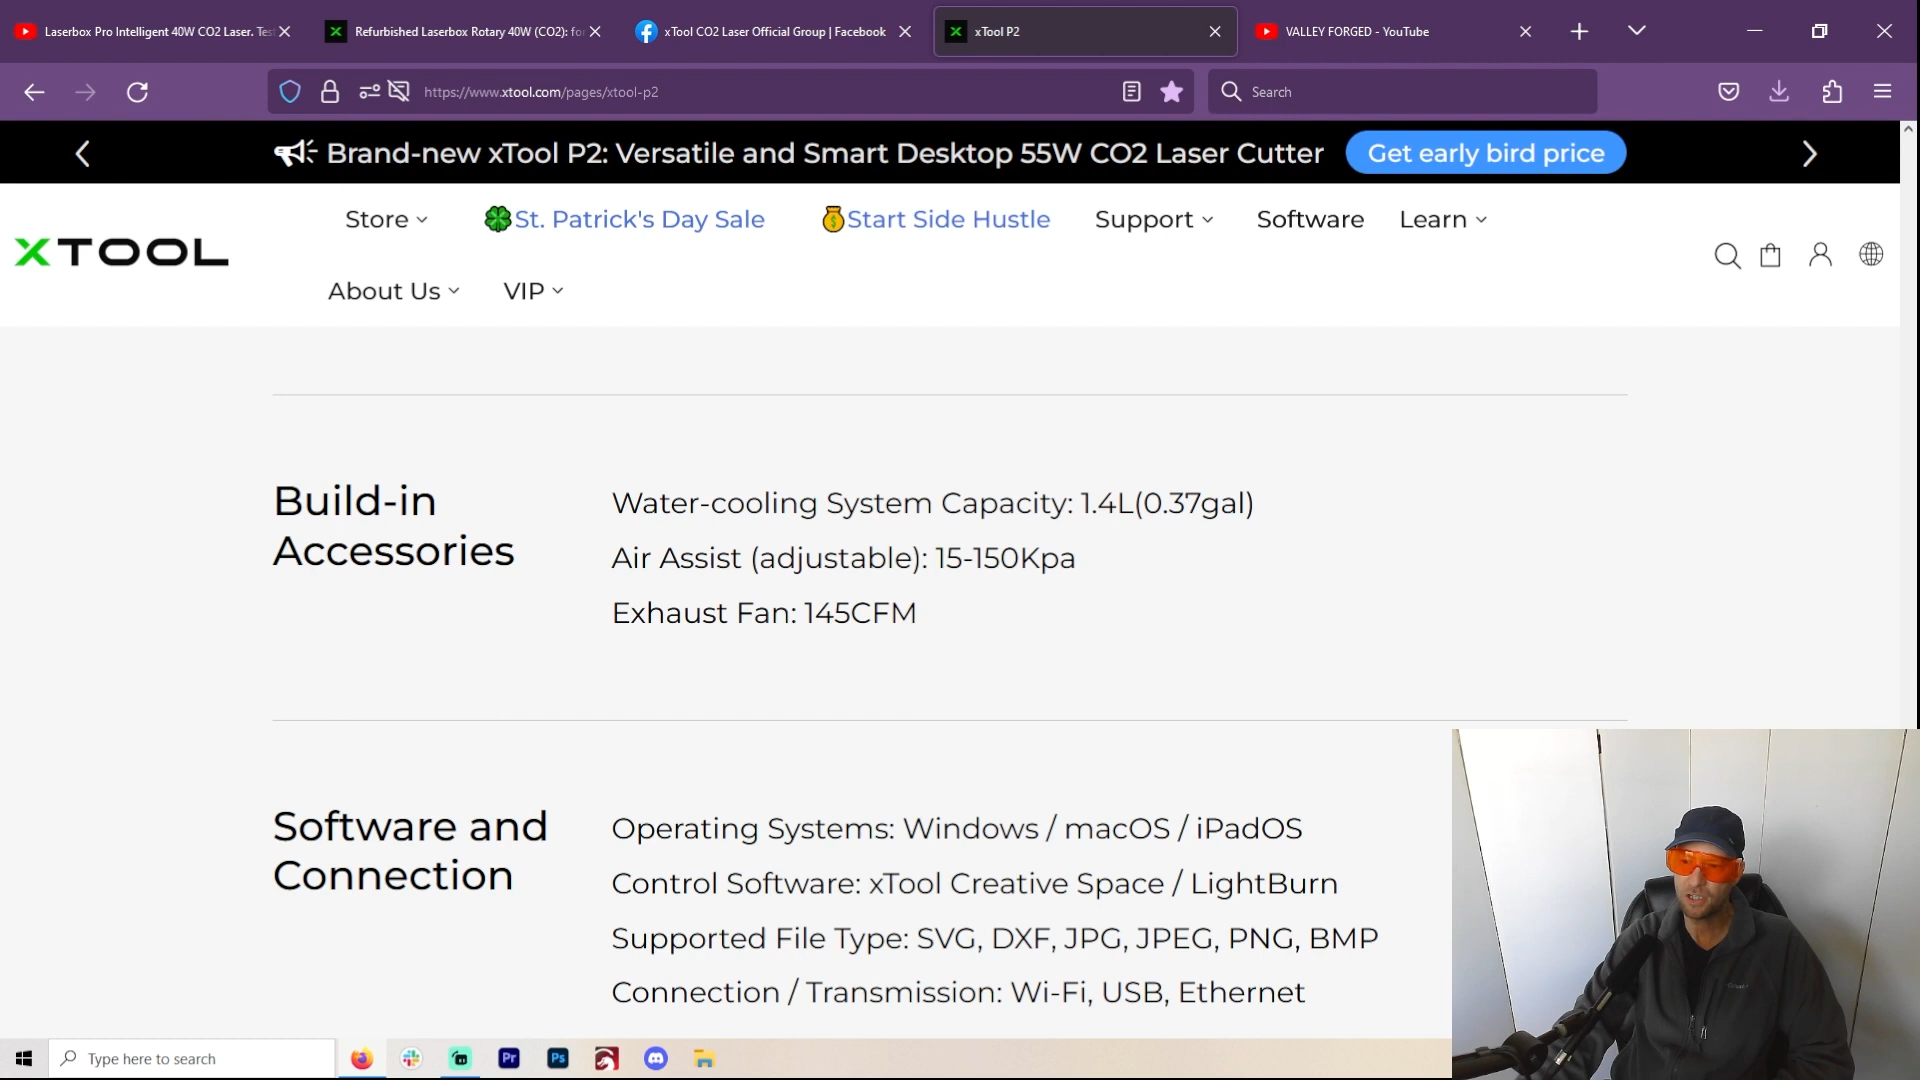 Laserbox Pro Intelligent 40W CO2 Laser. Tes
Refurbished Laserbox Rotary 40W (CO2): fo
xTool CO2 Laser Official Group | Facebook
xTool P2
VALLEY FORGED - YouTube
https://www.xtool.com/pages/xtool-p2
Search
Brand-new xTool P2: Versatile and Smart Desktop 55W CO2 Laser Cutter
Get early bird price
XTOOL
Store
St. Patrick's Day Sale
Start Side Hustle
Support
Software
Learn
About Us
VIP
Build-in
Accessories
Water-cooling System Capacity: 1.4L(0.37gal)
Air Assist (adjustable): 15-150Kpa
Exhaust Fan: 145CFM
Software and
Connection
Operating Systems: Windows / macOS / iPadOS
Control Software: xTool Creative Space / LightBurn
Supported File Type: SVG, DXF, JPG, JPEG, PNG, BMP
Connection / Transmission: Wi-Fi, USB, Ethernet
Type here to search
Pr
Ps